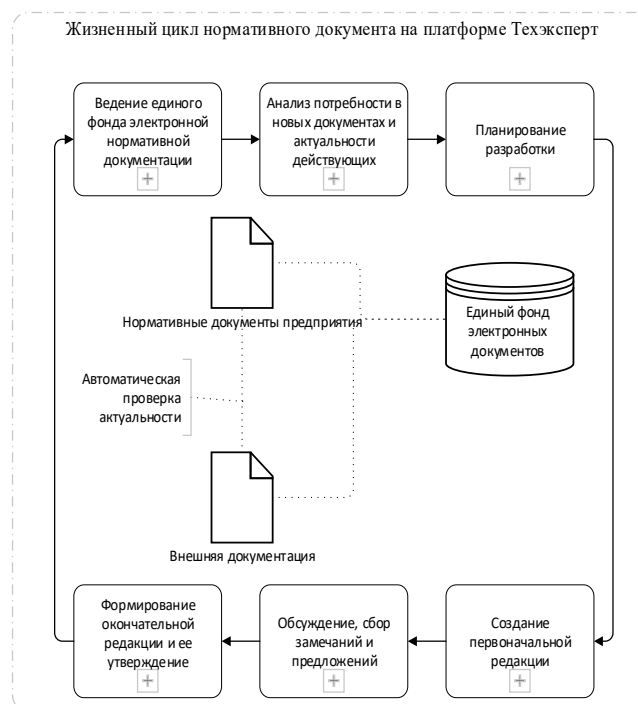 Жизненный цикл нормативного документа на платформе Техэксперт
Ведение единого
фонда электронной
нормативной
документации
Анализ потребности в
новых документах и
актуальности
действующих
Планирование
разработки
Нормативные документы предприятия
Единый фонд
электронных
документов
Автоматическая
проверка
актуальности
Внешняя документация
Формирование
окончательной
редакции и ее
утверждение
Обсуждение, сбор
замечаний и
предложений
Создание
первоначальной
редакции